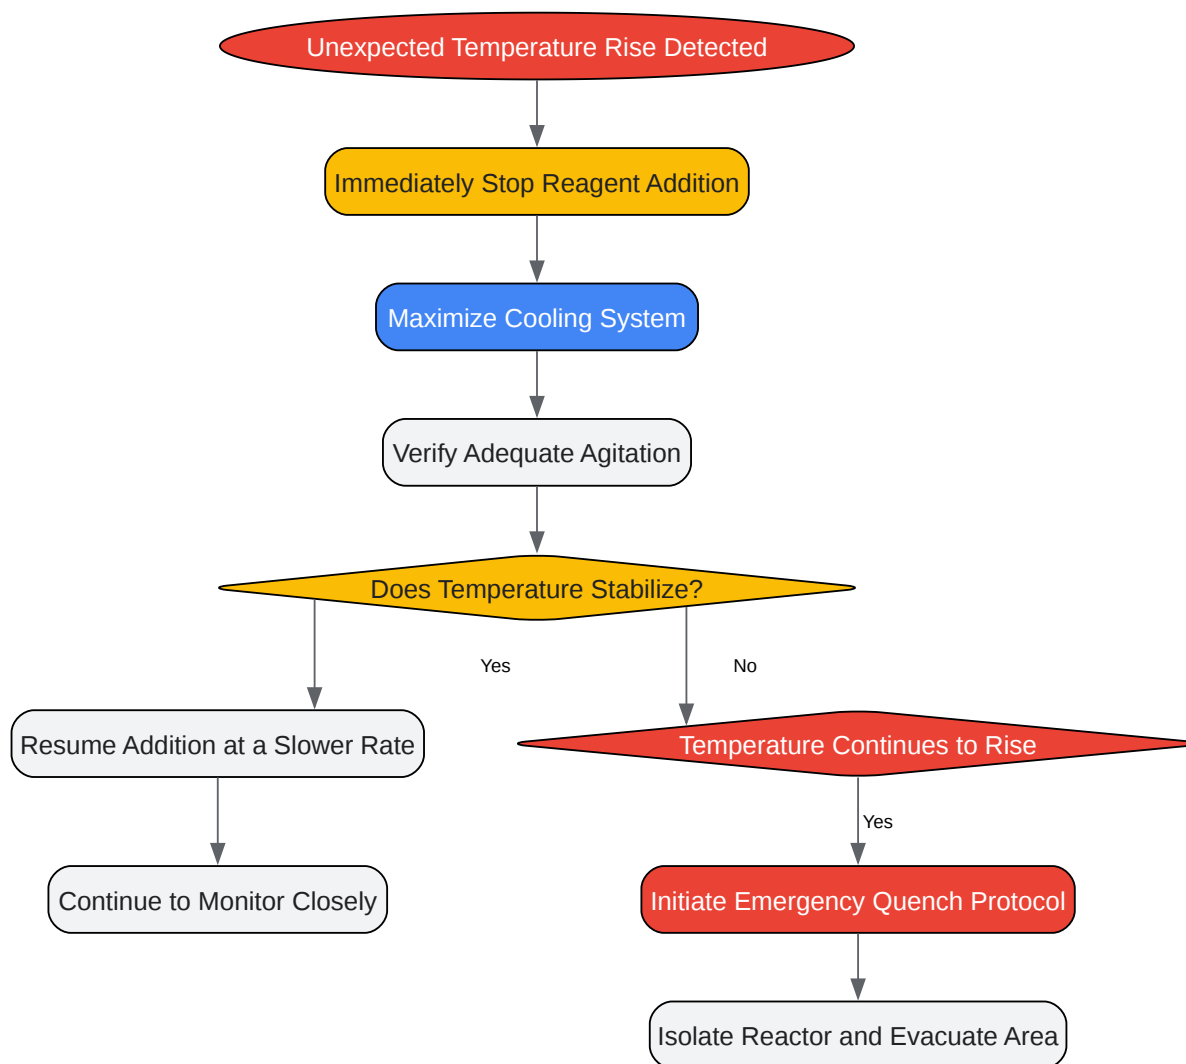 Unexpected Temperature Rise Detected
Immediately Stop Reagent Addition
Maximize Cooling System
Verify Adequate Agitation
Does Temperature Stabilize?
Yes
No
Resume Addition at a Slower Rate
Temperature Continues to Rise
Yes
Continue to Monitor Closely
Initiate Emergency Quench Protocol
Isolate Reactor and Evacuate Area